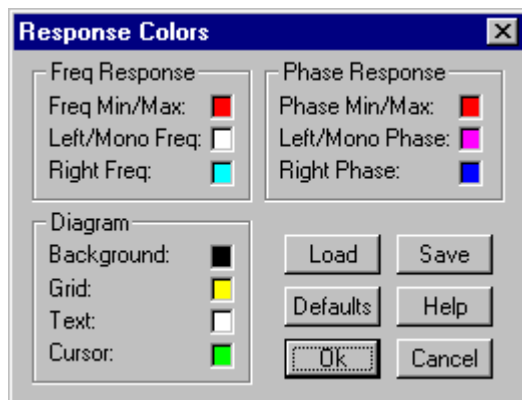 Response Colors
Freq Response
Freq Min/Max:
Left/Mono Freq:
Right Freq:
Phase Response
Phase Min/Max:
Left/Mono Phase:
Right Phase:
Diagram
Background:
Grid:
Text:
Cursor:
Load Save
Defaults Help
Ok Cancel